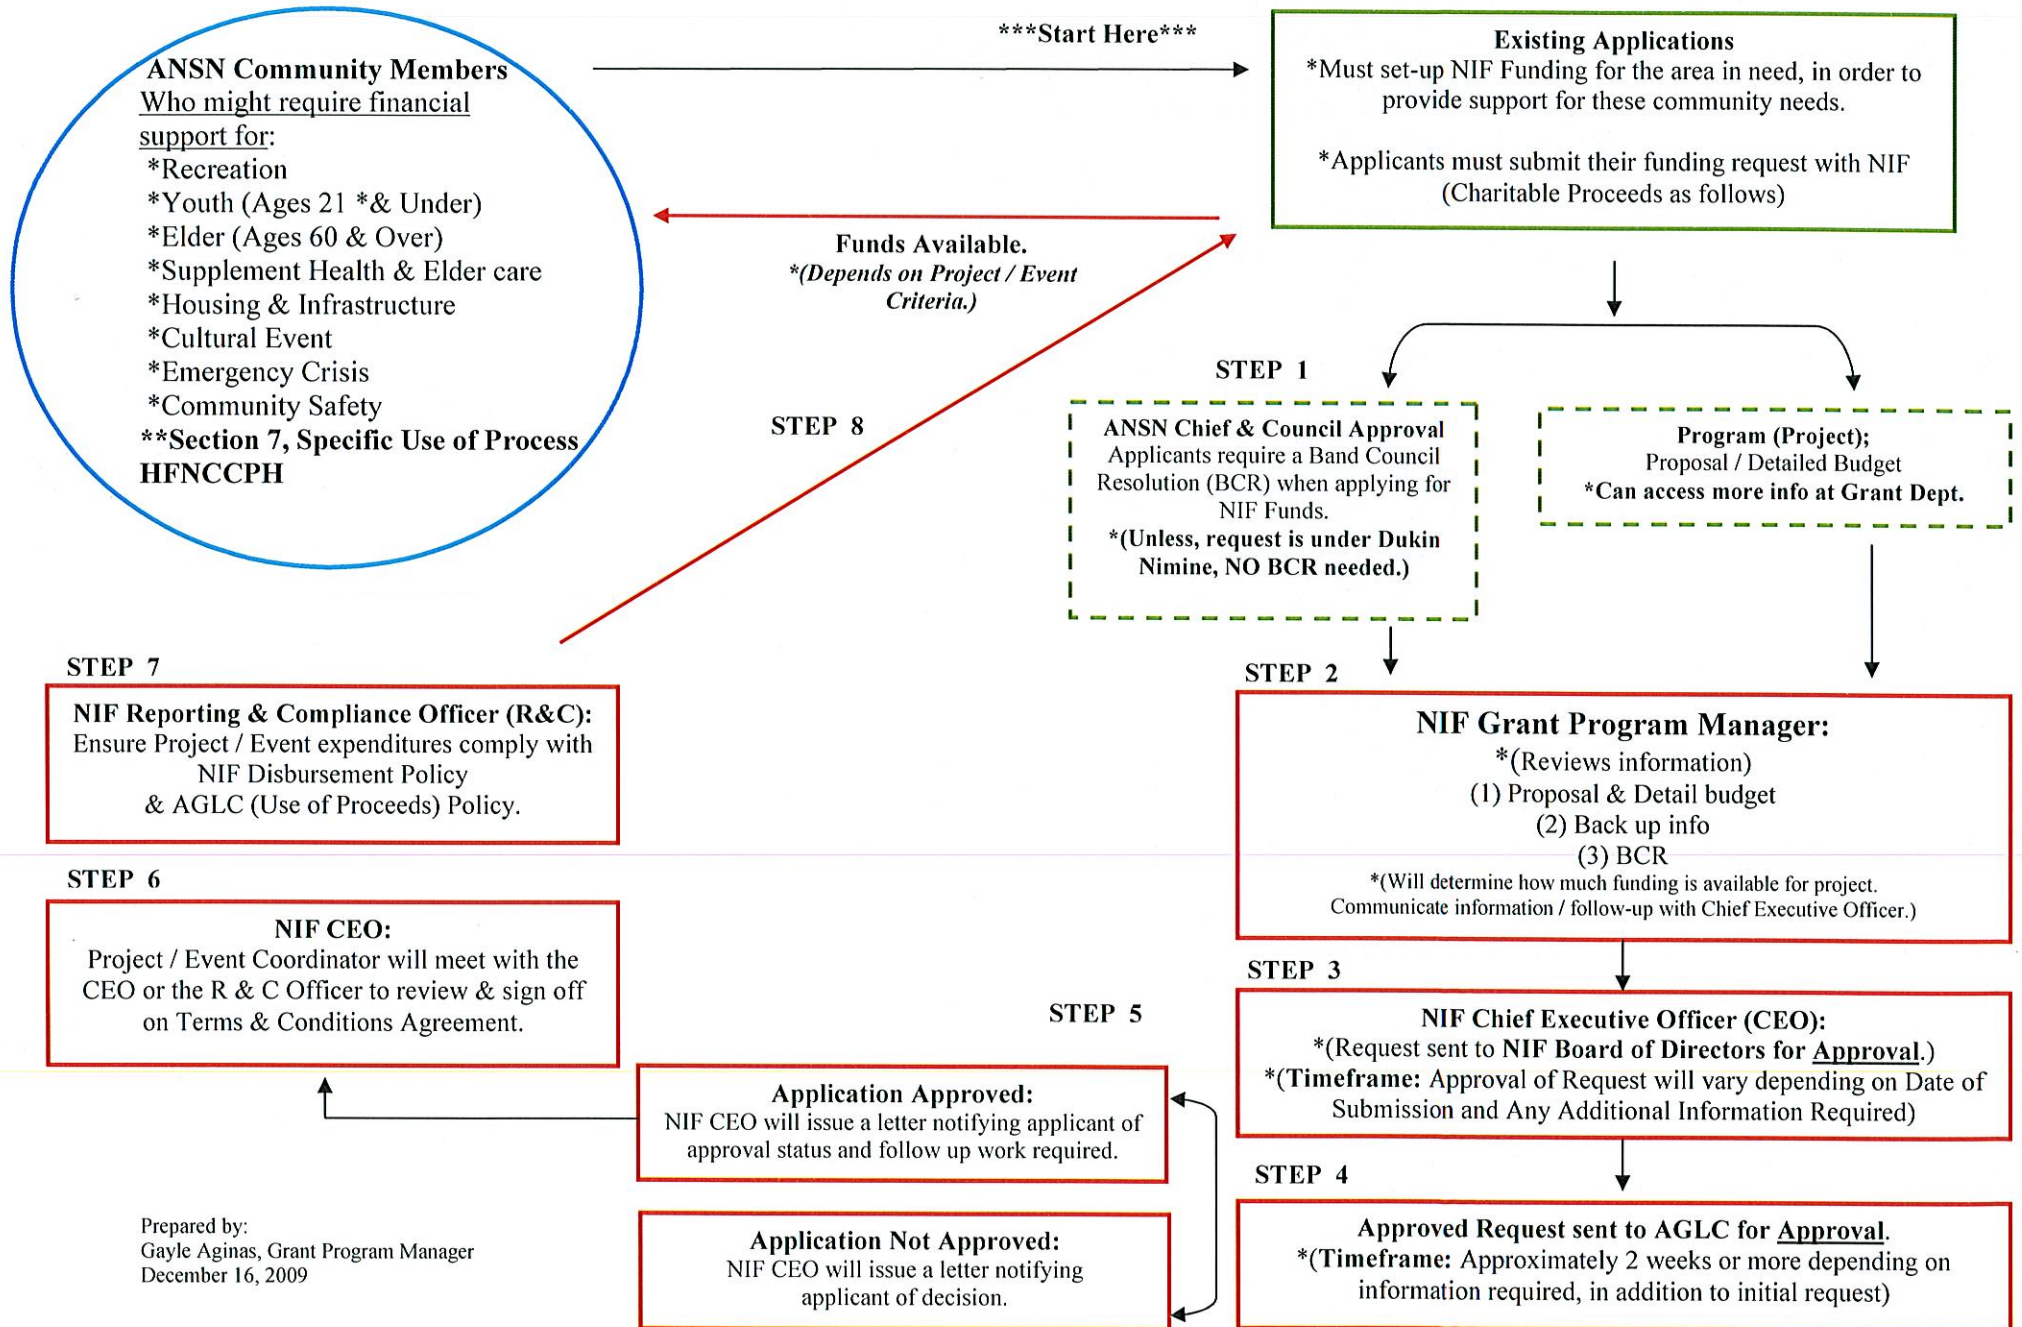 ***Start Here***
ANSN Community Members
Who might require financial
support for:
*Recreation
*Youth (Ages 21 *& Under)
*Elder (Ages 60 & Over)
*Supplement Health & Elder care
*Housing & Infrastructure
*Cultural Event
*Emergency Crisis
*Community Safety
**Section 7, Specific Use of Process
HFNCCPH
Existing Applications
*Must set-up NIF Funding for the area in need, in order to
provide support for these community needs.
*Applicants must submit their funding request with NIF
(Charitable Proceeds as follows)
Funds Available.
*(Depends on Project / Event
Criteria.)
STEP 1
ANSN Chief & Council Approval
Applicants require a Band Council
Resolution (BCR) when applying for
NIF Funds.
*(Unless, request is under Dukin
Nimine, NO BCR needed.)
Program (Project);
Proposal / Detailed Budget
*Can access more info at Grant Dept.
STEP 8
STEP 2
NIF Grant Program Manager:
*(Reviews information)
(1) Proposal & Detail budget
(2) Back up info
(3) BCR
*(Will determine how much funding is available for project.
Communicate information / follow-up with Chief Executive Officer.)
STEP 3
NIF Chief Executive Officer (CEO):
*(Request sent to NIF Board of Directors for Approval.)
*(Timeframe: Approval of Request will vary depending on Date of
Submission and Any Additional Information Required)
STEP 4
Approved Request sent to AGLC for Approval.
*(Timeframe: Approximately 2 weeks or more depending on
information required, in addition to initial request)
STEP 5
Application Approved:
NIF CEO will issue a letter notifying applicant of
approval status and follow up work required.
Application Not Approved:
NIF CEO will issue a letter notifying
applicant of decision.
STEP 6
NIF CEO:
Project / Event Coordinator will meet with the
CEO or the R & C Officer to review & sign off
on Terms & Conditions Agreement.
STEP 7
NIF Reporting & Compliance Officer (R&C):
Ensure Project / Event expenditures comply with
NIF Disbursement Policy
& AGLC (Use of Proceeds) Policy.
Prepared by:
Gayle Aginas, Grant Program Manager
December 16, 2009